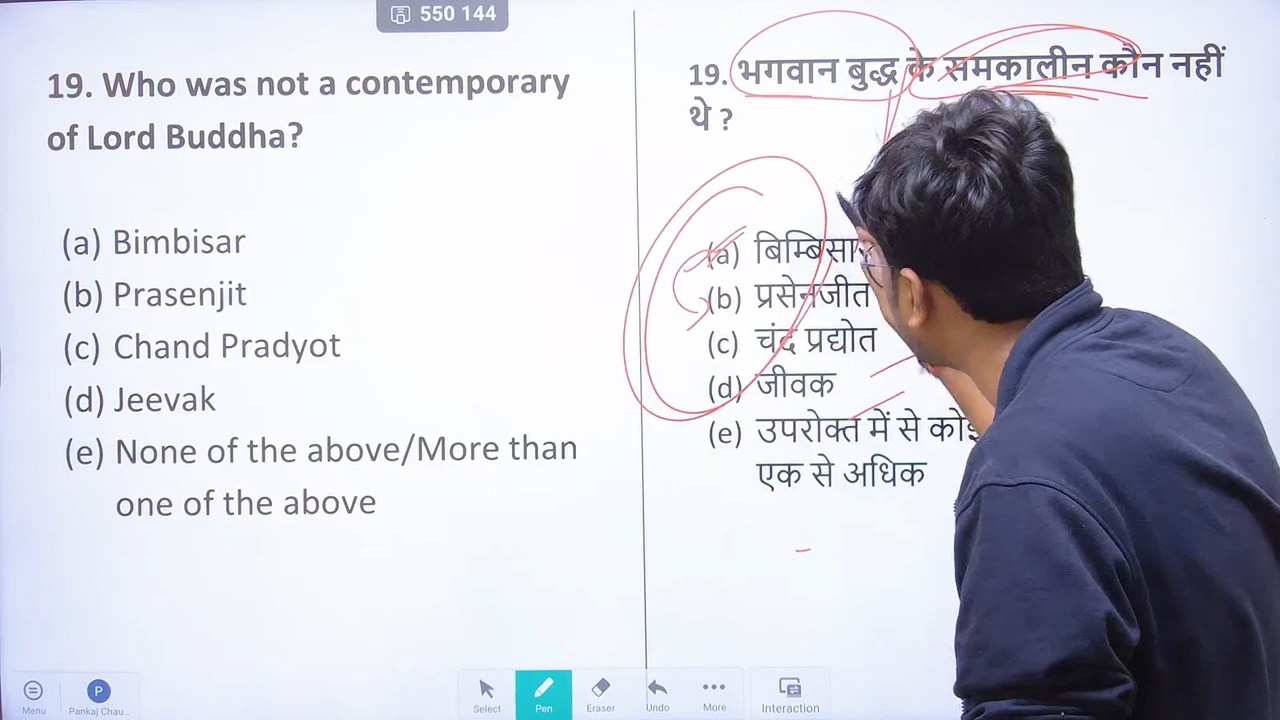 550 144
19. Who was not a contemporary
of Lord Buddha?
(a) Bimbisar
(b) Prasenjit
(c) Chand Pradyot
(d) Jeevak
(e) None of the above/More than
one of the above
19. भगवान बुद्ध के समकालीन कौन नहीं
थे ?
(a) बिम्बिसार
(b) प्रसेनजीत
(c) चंद प्रद्योत
(d) जीवक
(e) उपरोक्त में से
एक से अधिक
Menu
P
Pankaj Chau...
Select
Pen
Eraser
Undo
More
Interaction